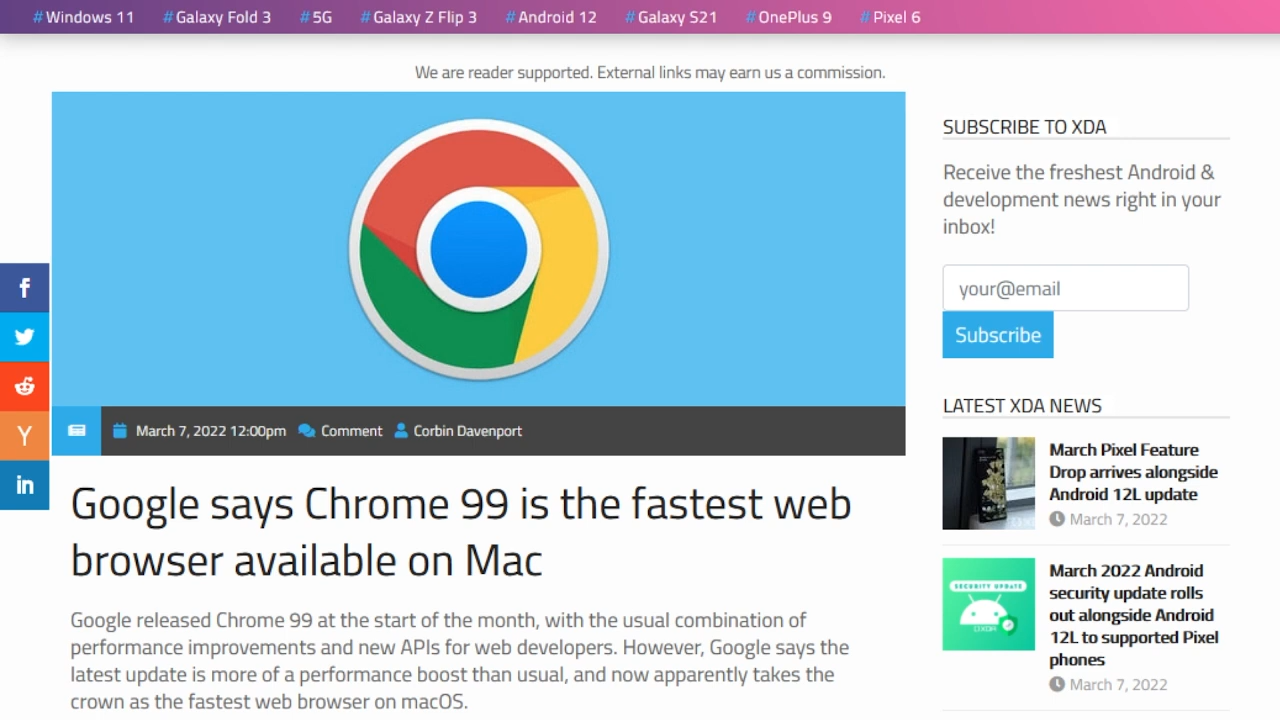 #Windows 11 #Galaxy Fold 3 #5G #Galaxy Z Flip 3 #Android 12 #Galaxy S21 #OnePlus 9 #Pixel 6
We are reader supported. External links may earn us a commission.
March 7, 2022 12:00pm Comment Corbin Davenport
Google says Chrome 99 is the fastest web
browser available on Mac
Google released Chrome 99 at the start of the month, with the usual combination of
performance improvements and new APIs for web developers. However, Google says the
latest update is more of a performance boost than usual, and now apparently takes the
crown as the fastest web browser on macOS.
SUBSCRIBE TO XDA
Receive the freshest Android &
development news right in your
inbox!
your@email
Subscribe
LATEST XDA NEWS
March Pixel Feature
Drop arrives alongside
Android 12L update
March 7, 2022
SECURITY UPDATE
XDA
March 2022 Android
security update rolls
out alongside Android
12L to supported Pixel
phones
March 7, 2022